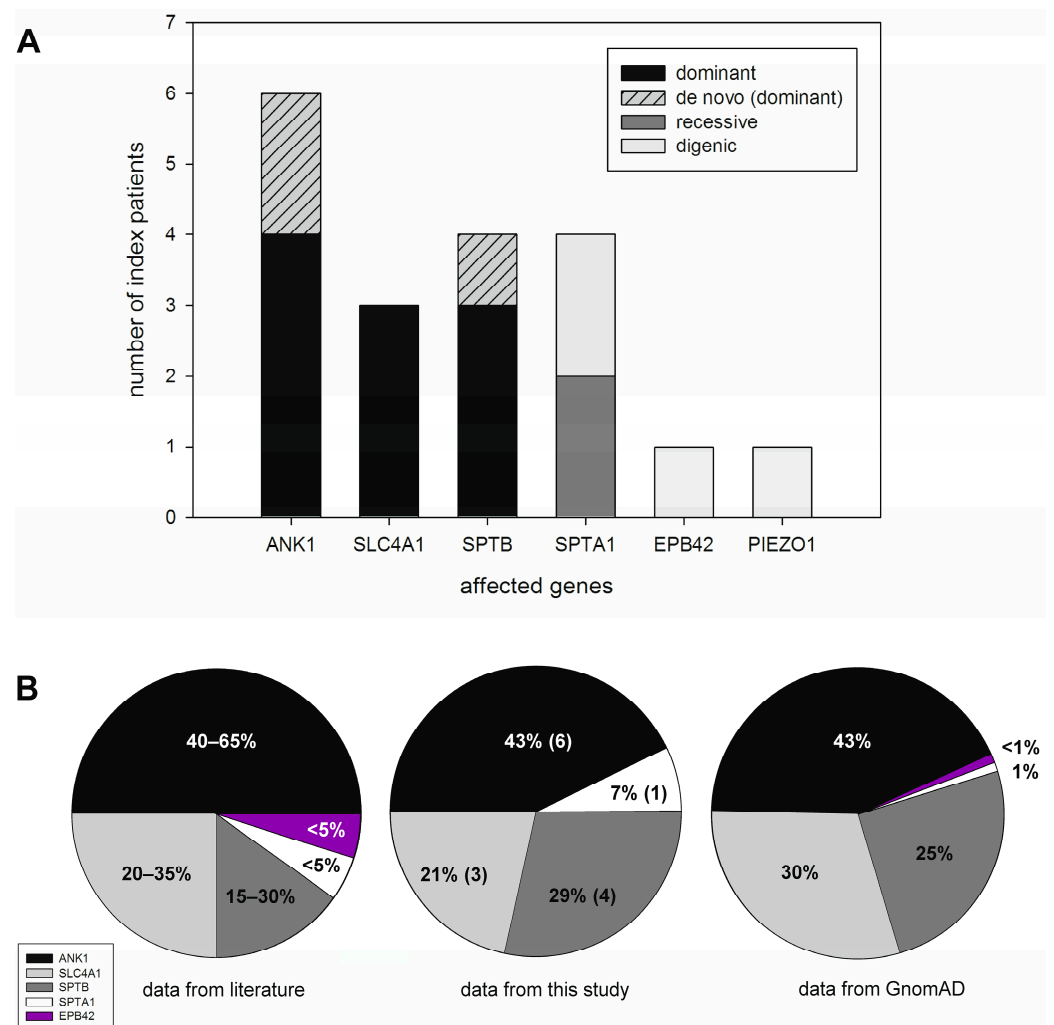 A
7
6
5
4
3
2
1
0
number of index patients
dominant
de novo (dominant)
recessive
digenic
ANK1 SLC4A1 SPTB SPTA1 EPB42 PIEZO1
affected genes
B
40–65%
<5%
<5%
20–35%
15–30%
43% (6)
7% (1)
21% (3)
29% (4)
43%
<1%
1%
30%
25%
ANK1
SLC4A1
SPTB
SPTA1
EPB42
data from literature
data from this study
data from GnomAD